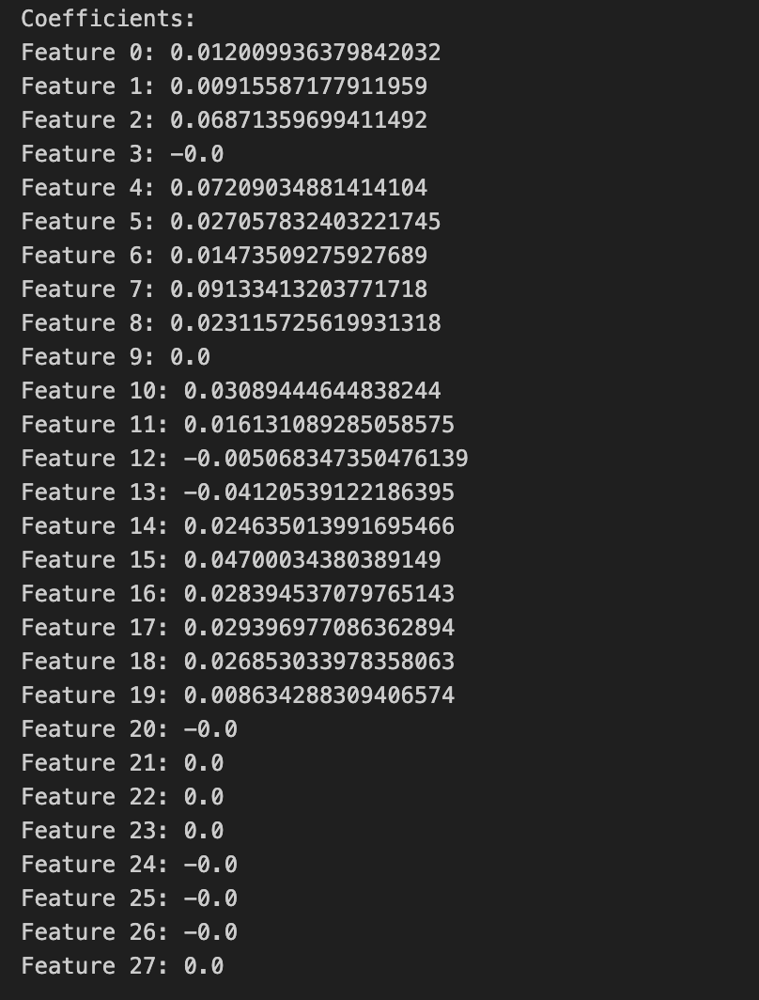 Coefficients:
Feature 0: 0.012009936379842032
Feature 1: 0.00915587177911959
Feature 2: 0.06871359699411492
Feature 3: -0.0
Feature 4: 0.07209034881414104
Feature 5: 0.027057832403221745
Feature 6: 0.01473509275927689
Feature 7: 0.09133413203771718
Feature 8: 0.023115725619931318
Feature 9: 0.0
Feature 10: 0.03089444644838244
Feature 11: 0.016131089285058575
Feature 12: -0.005068347350476139
Feature 13: -0.04120539122186395
Feature 14: 0.024635013991695466
Feature 15: 0.04700034380389149
Feature 16: 0.028394537079765143
Feature 17: 0.029396977086362894
Feature 18: 0.026853033978358063
Feature 19: 0.008634288309406574
Feature 20: -0.0
Feature 21: 0.0
Feature 22: 0.0
Feature 23: 0.0
Feature 24: -0.0
Feature 25: -0.0
Feature 26: -0.0
Feature 27: 0.0